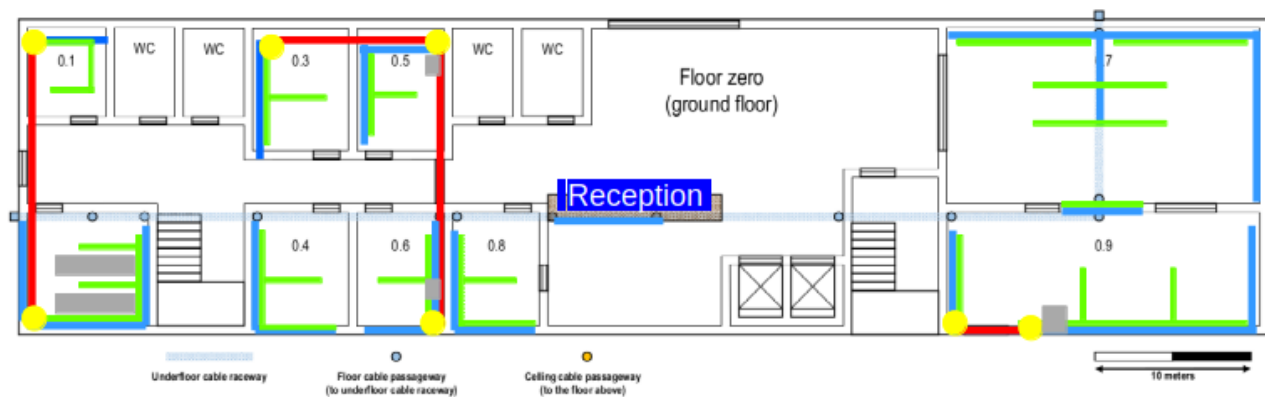 0.1
WC
WC
0.3
0.5
WC
WC
Floor zero
(ground floor)
.7
Reception
0.4
0.6
0.8
0.9
Underfloor cable raceway
Floor cable passageway
(to underfloor cable raceway)
Ceiling cable passageway
(to the floor above)
10 meters